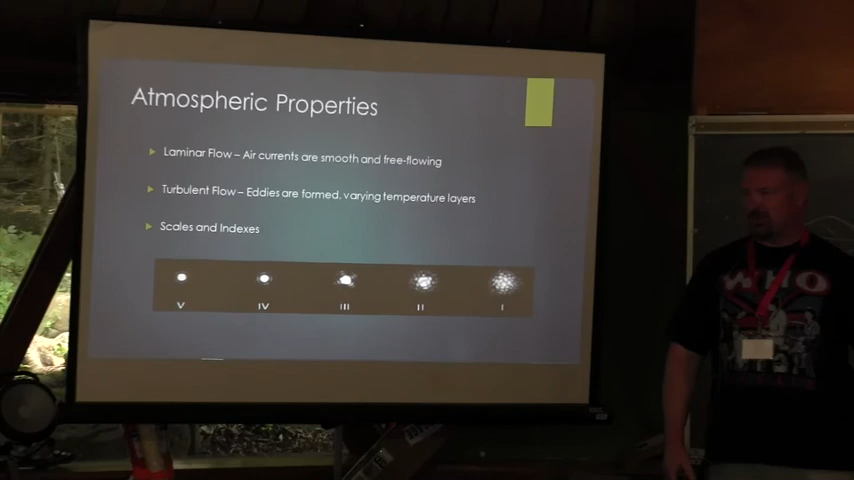 Atmospheric Properties
Laminar Flow – Air currents are smooth and free-flowing
Turbulent Flow – Eddies are formed, varying temperature layers
Scales and Indexes
V IV III II I
WHO